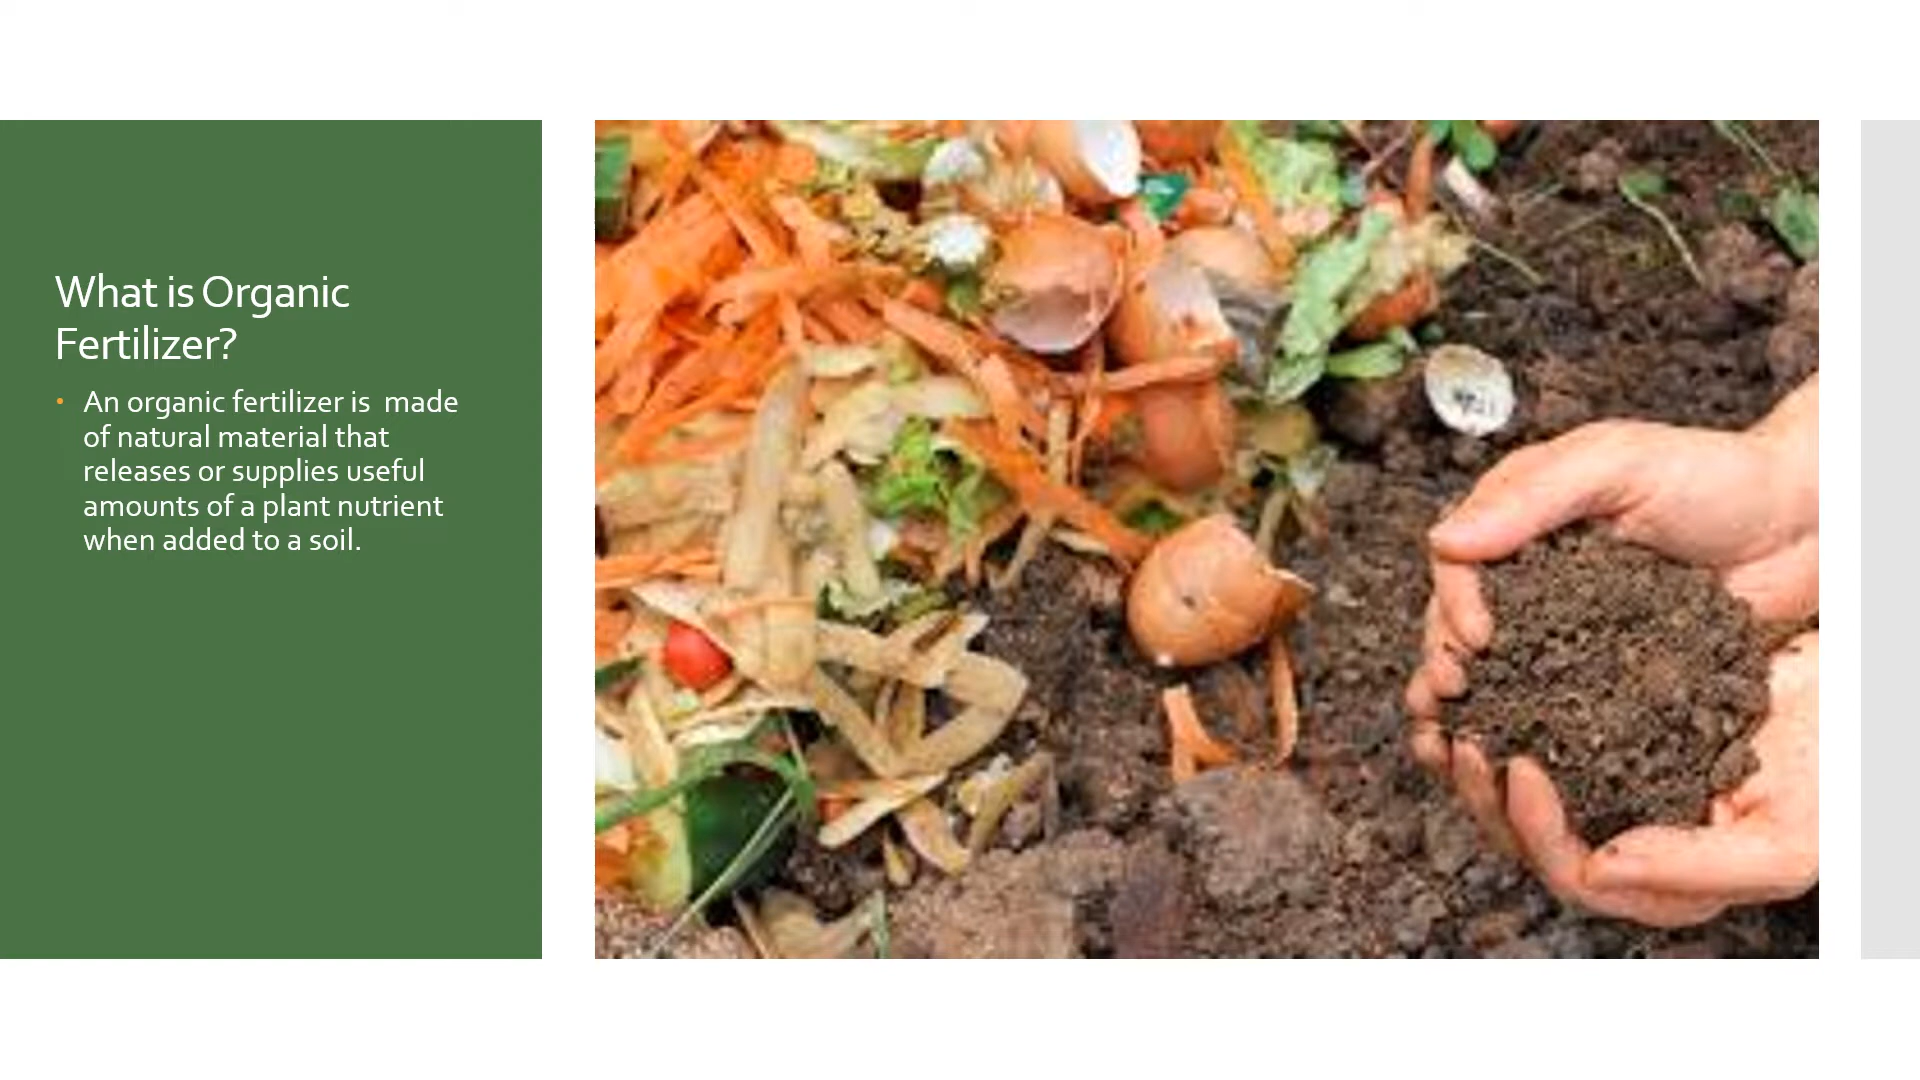 What is Organic
Fertilizer?
• An organic fertilizer is  made
of natural material that
releases or supplies useful
amounts of a plant nutrient
when added to a soil.